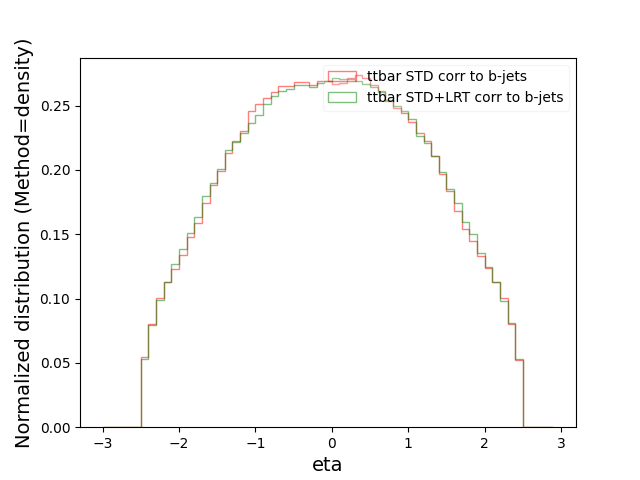 ttbar STD corr to b-jets
ttbar STD+LRT corr to b-jets
Normalized distribution (Method=density)
0.25
0.20
0.15
0.10
0.05
0.00
−3 −2 −1 0 1 2 3
eta